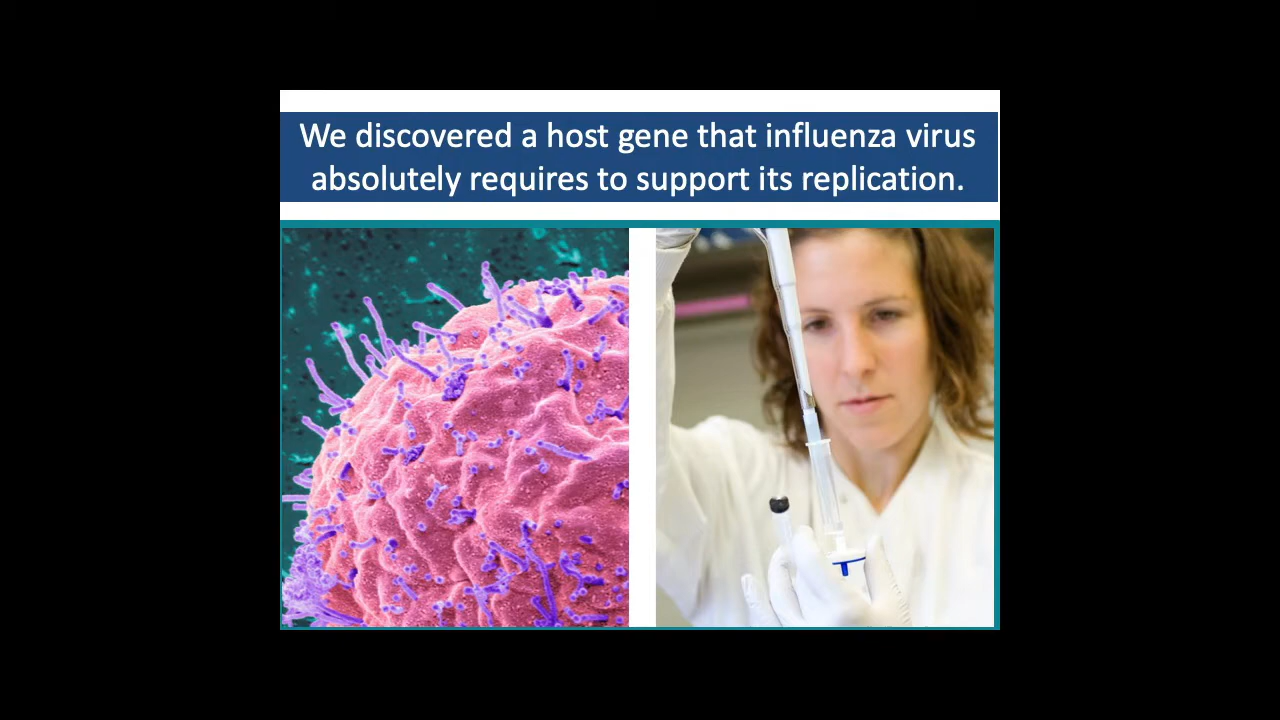 We discovered a host gene that influenza virus
absolutely requires to support its replication.